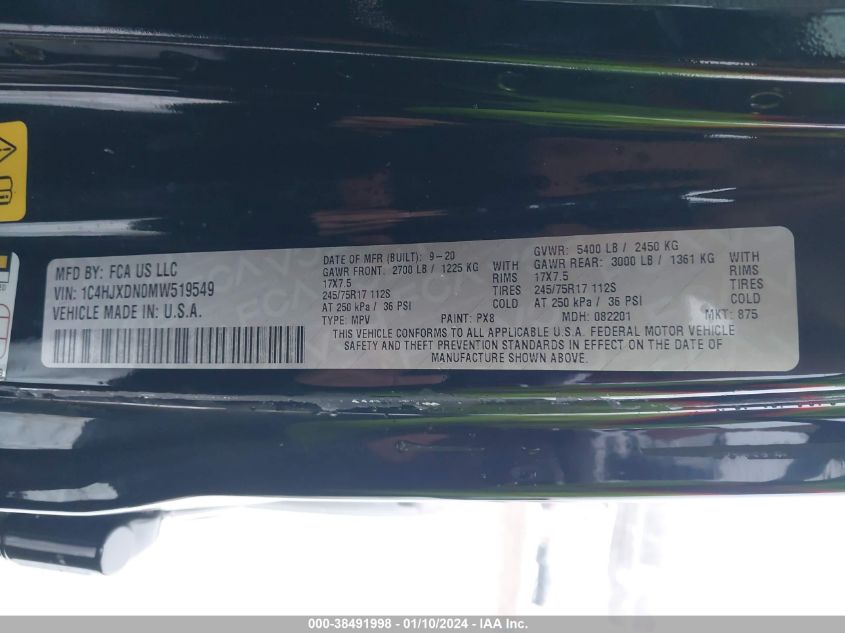 MFD BY: FCA US LLC
VIN: 1C4HJXDN0MW519549
VEHICLE MADE IN: U.S.A.
DATE OF MFR (BUILT): 9-20
GAWR FRONT: 2700 LB / 1225 KG WITH
17X7.5 RIMS
245/75R17 112S TIRES
AT 250 kPa / 36 PSI COLD
TYPE: MPV PAINT: PX8
GVWR: 5400 LB / 2450 KG
GAWR REAR: 3000 LB / 1361 KG WITH
17X7.5 RIMS
245/75R17 112S TIRES
AT 250 kPa / 36 PSI COLD
MDH: 082201 MKT: 875
THIS VEHICLE CONFORMS TO ALL APPLICABLE U.S.A. FEDERAL MOTOR VEHICLE
SAFETY AND THEFT PREVENTION STANDARDS IN EFFECT ON THE DATE OF
MANUFACTURE SHOWN ABOVE.
000-38491998 - 01/10/2024 - IAA Inc.